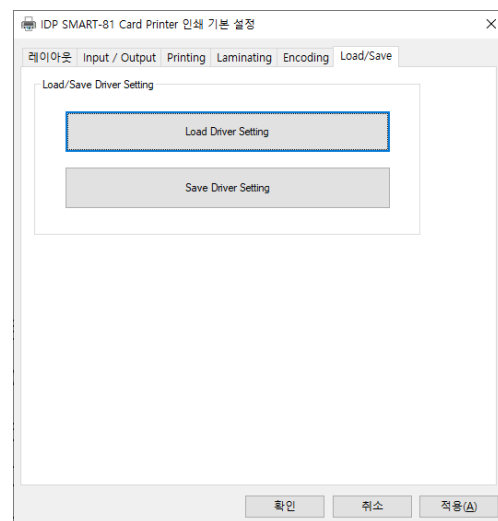 IDP SMART-81 Card Printer 인쇄 기본 설정
레이아웃 Input / Output Printing Laminating Encoding Load/Save
Load/Save Driver Setting
Load Driver Setting
Save Driver Setting
확인 취소 적용(A)